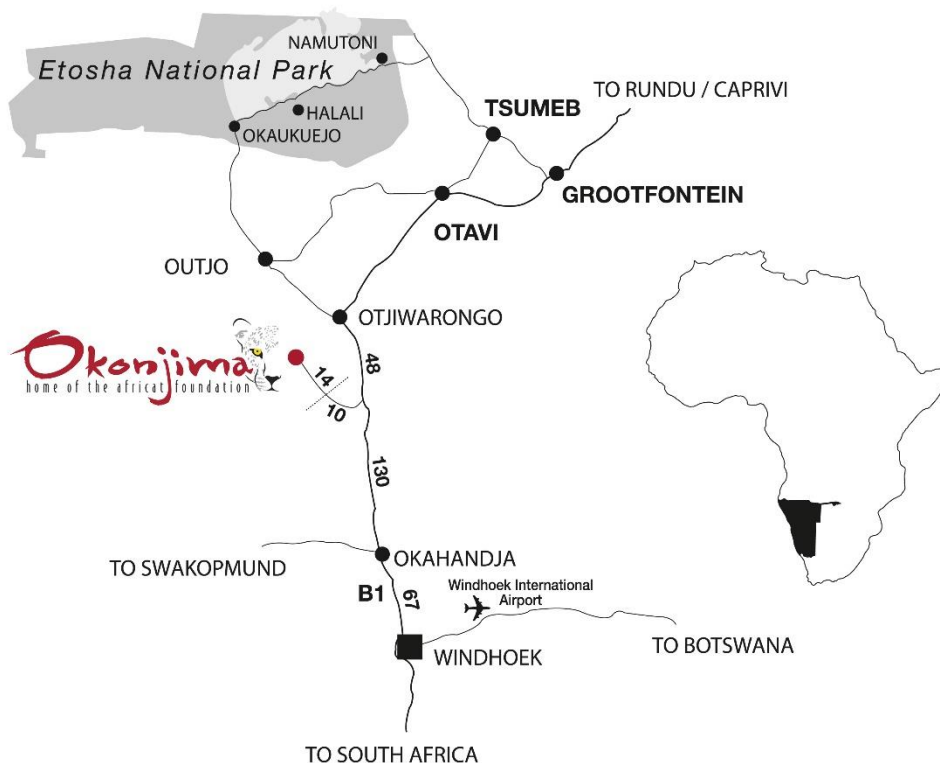 NAMUTONI
Etosha National Park
TO RUNDU / CAPRIVI
HALALI
TSUMEB
OKAUKUEJO
GROOTFONTEIN
OTAVI
OUTJO
OTJIWARONGO
Okonjima
home of the africat foundation
48
14
10
130
OKAHANDJA
TO SWAKOPMUND
Windhoek International
Airport
B1
67
TO BOTSWANA
WINDHOEK
TO SOUTH AFRICA